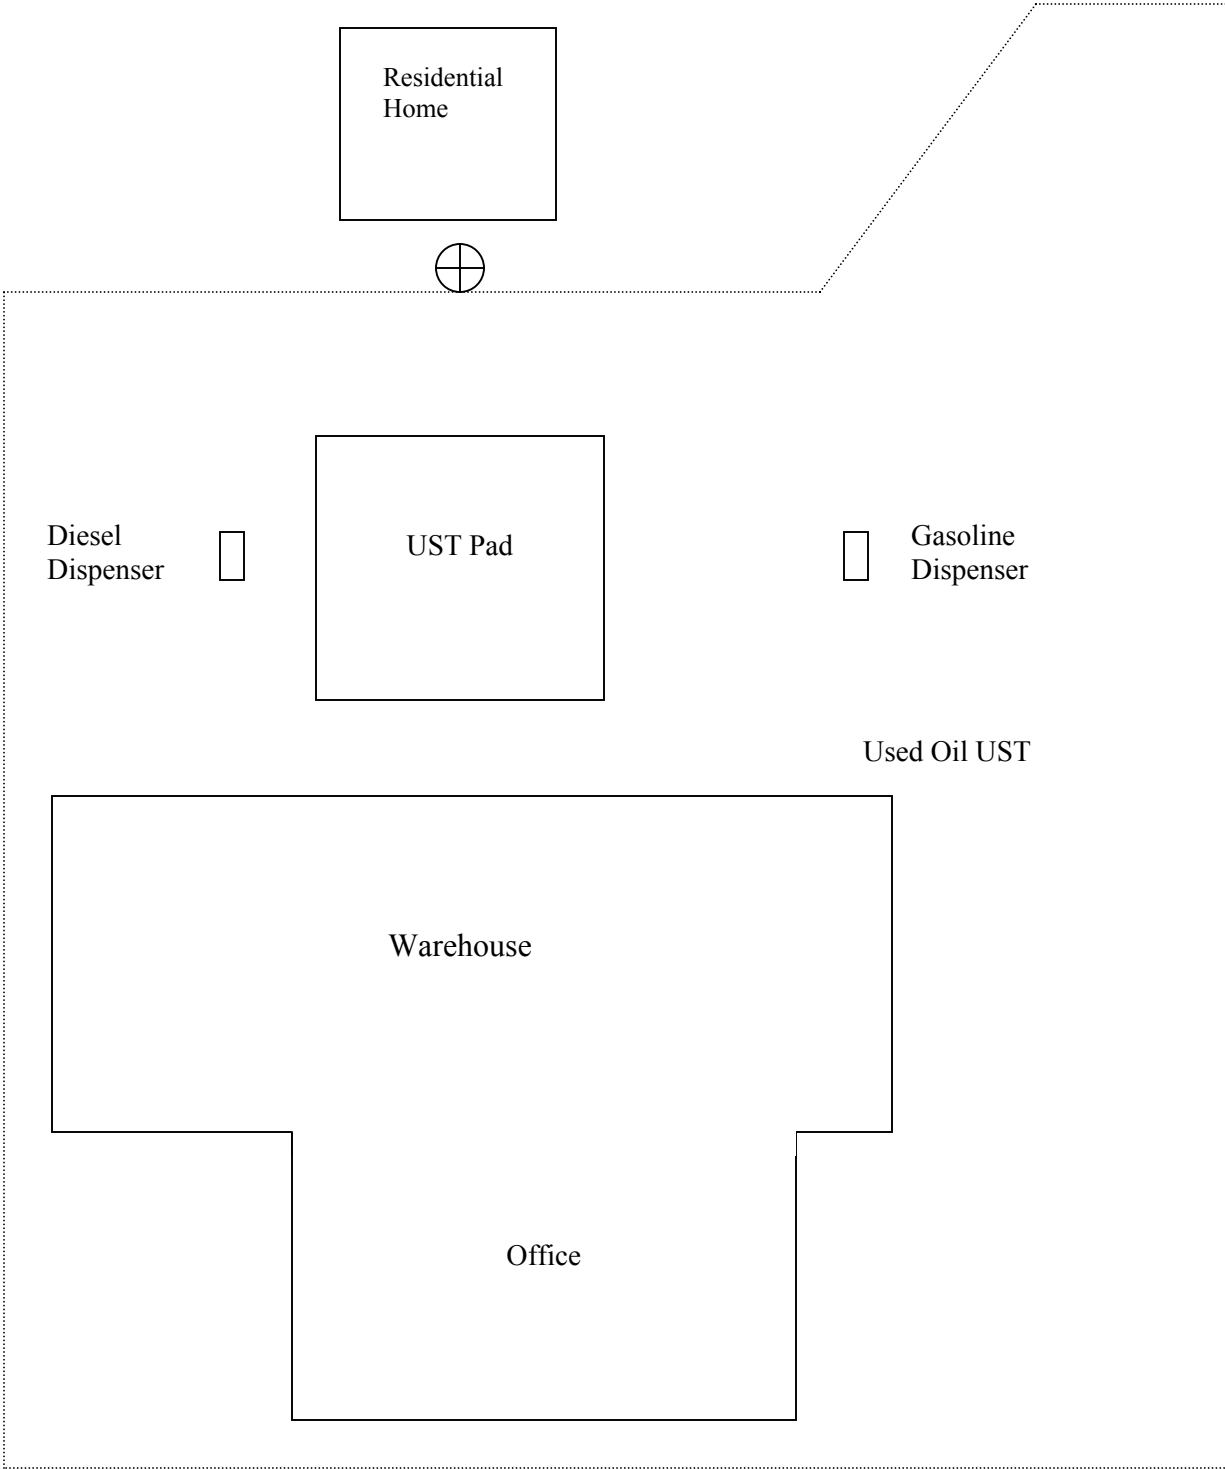 Residential
Home
Diesel
Dispenser
UST Pad
Gasoline
Dispenser
Used Oil UST
Warehouse
Office